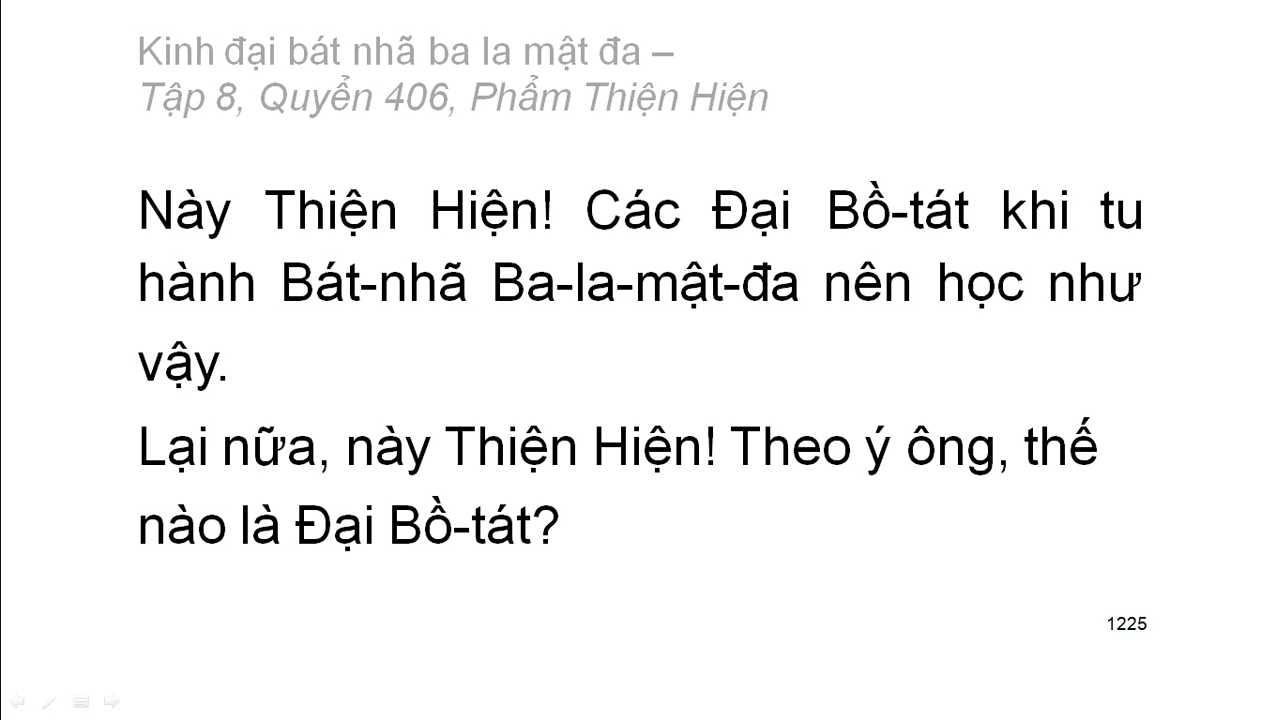 Kinh đại bát nhã ba la mật đa –
Tập 8, Quyển 406, Phẩm Thiện Hiện
Này Thiện Hiện! Các Đại Bồ-tát khi tu
hành Bát-nhã Ba-la-mật-đa nên học như
vậy.
Lại nữa, này Thiện Hiện! Theo ý ông, thế
nào là Đại Bồ-tát?
1225